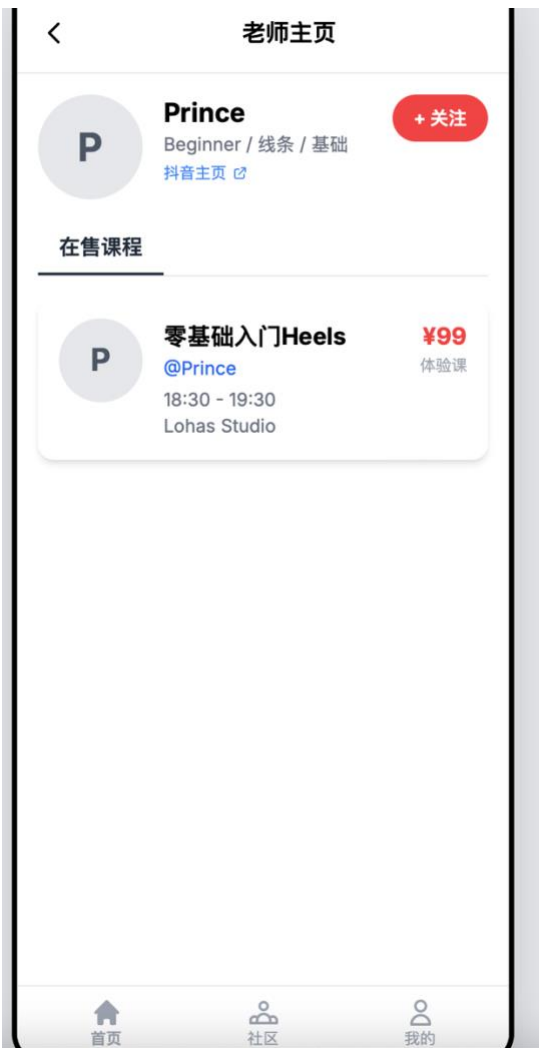 老师主页
P
Prince
+ 关注
Beginner / 线条 / 基础
抖音主页
在售课程
P
零基础入门Heels
¥99
@Prince
体验课
18:30 - 19:30
Lohas Studio
首页
社区
我的